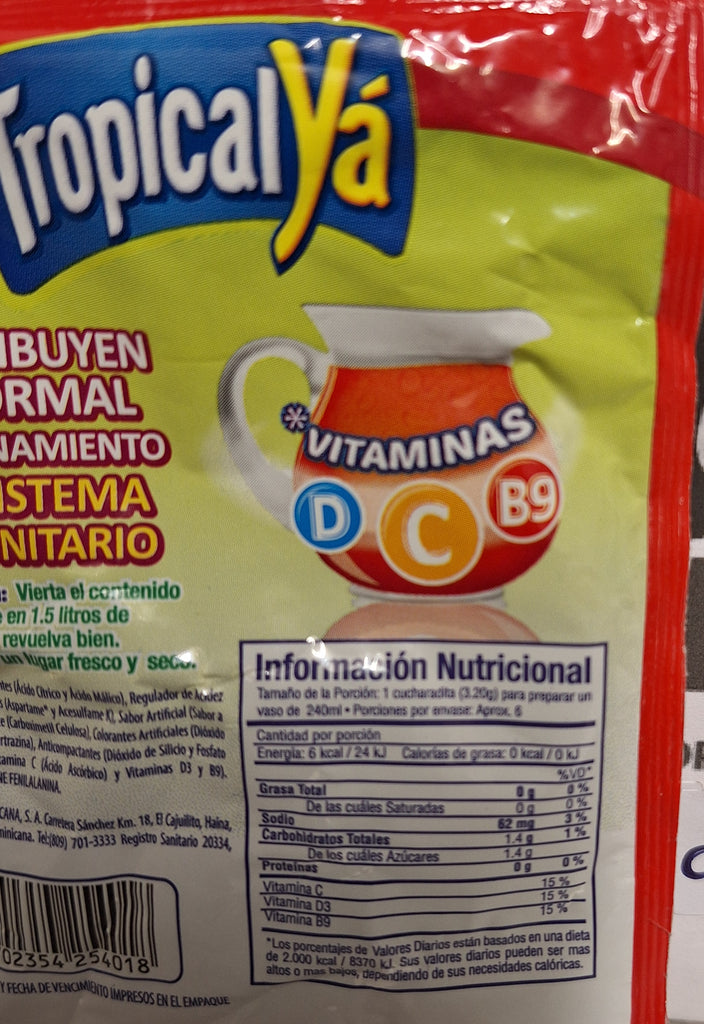 TropicalYá
IBUYEN
ORMAL
NAMIENTO
ISTEMA
NITARIO
*VITAMINAS
D C B9
: Vierta el contenido
e en 1.5 litros de
revuelva bien.
un lugar fresco y seco.
ntes (Ácido Cítrico y Ácido Málico), Regulador de Acidez
s (Aspartame* y Acesulfame K), Sabor Artificial (Sabor a
e (Carboximetil Celulosa), Colorantes Artificiales (Dióxido
rtrazina), Anticompactantes (Dióxido de Silicio y Fosfato
tamina C (Ácido Ascórbico) y Vitaminas D3 y B9).
NE FENILALANINA.
CANA, S. A. Carretera Sánchez Km. 18, El Cajuilito, Haina,
minicana. Tel:(809) 701-3333 Registro Sanitario 20334,
02354 254018
Y FECHA DE VENCIMIENTO IMPRESOS EN EL EMPAQUE
Información Nutricional
Tamaño de la Porción: 1 cucharadita (3.20g) para preparar un
vaso de 240ml • Porciones por envase: Aprox. 6
Cantidad por porción
Energía: 6 kcal / 24 kJ Calorías de grasa: 0 kcal / 0 kJ
%VD*
Grasa Total 0 g 0 %
De las cuáles Saturadas 0 g 0 %
Sodio 62 mg 3 %
Carbohidratos Totales 1.4 g 1 %
De los cuáles Azúcares 1.4 g
Proteínas 0 g 0 %
Vitamina C 15 %
Vitamina D3 15 %
Vitamina B9 15 %
*Los porcentajes de Valores Diarios están basados en una dieta
de 2.000 kcal / 8370 kJ. Sus valores diarios pueden ser mas
altos o mas bajos, dependiendo de sus necesidades calóricas.